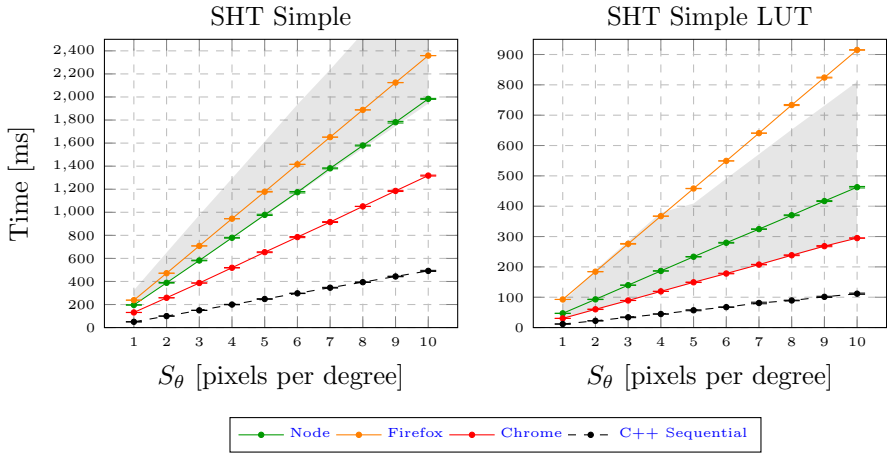 SHT Simple
2,400
2,200
2,000
1,800
1,600
1,400
1,200
1,000
800
600
400
200
0
Time [ms]
1 2 3 4 5 6 7 8 9 10
S_θ [pixels per degree]
SHT Simple LUT
900
800
700
600
500
400
300
200
100
0
1 2 3 4 5 6 7 8 9 10
S_θ [pixels per degree]
Node Firefox Chrome C++ Sequential